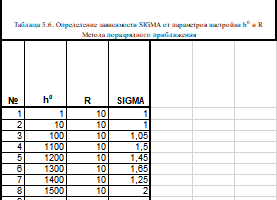 Таблица 5.6. Определение зависимости SIGMA от параметров настройки h⁰ и R
Метода поразрядного приближения
№ h⁰ R SIGMA
1 1 10 1
2 10 10 1
3 100 10 1,05
4 1100 10 1,5
5 1200 10 1,45
6 1300 10 1,65
7 1400 10 1,25
8 1500 10 2